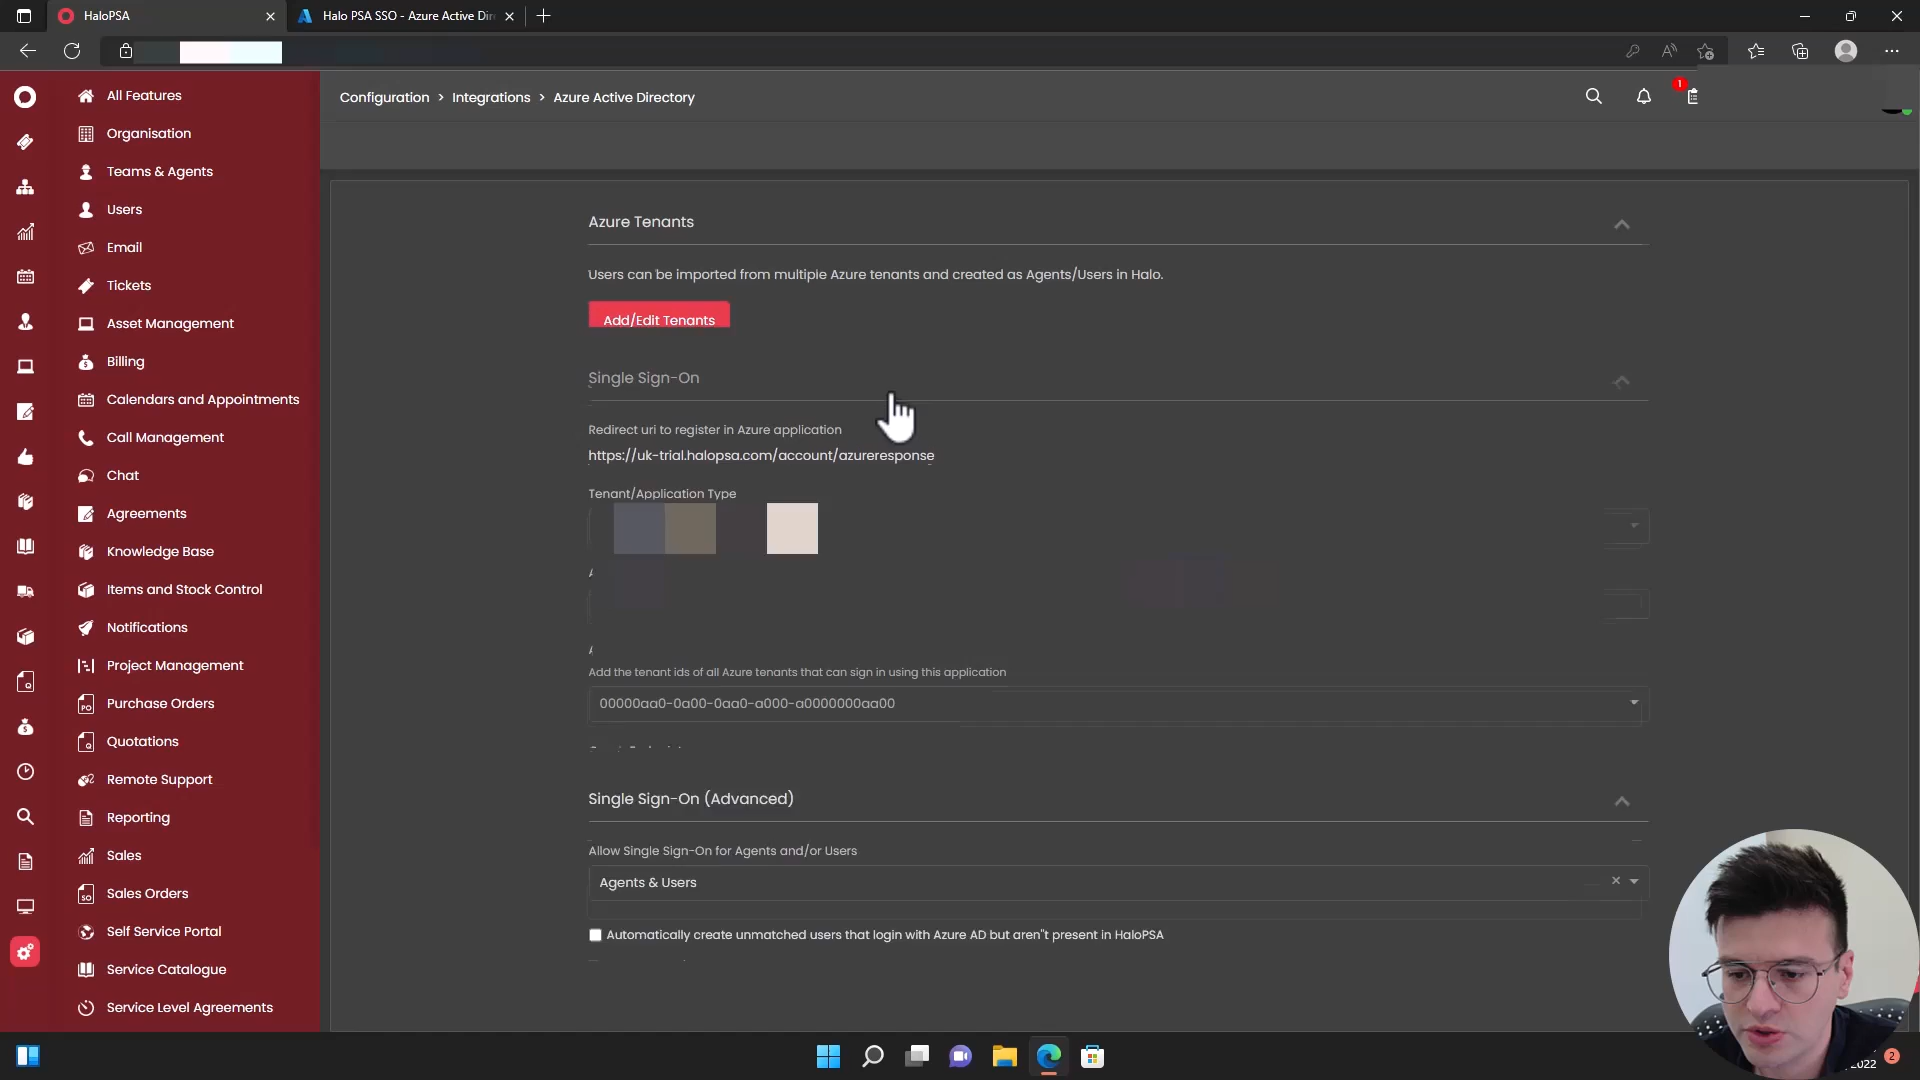 HaloPSA
Halo PSA SSO - Azure Active Dir
All Features
Organisation
Teams & Agents
Users
Email
Tickets
Asset Management
Billing
Calendars and Appointments
Call Management
Chat
Agreements
Knowledge Base
Items and Stock Control
Notifications
Project Management
Purchase Orders
Quotations
Remote Support
Reporting
Sales
Sales Orders
Self Service Portal
Service Catalogue
Service Level Agreements
Configuration > Integrations > Azure Active Directory
1
Azure Tenants
Users can be imported from multiple Azure tenants and created as Agents/Users in Halo.
Add/Edit Tenants
Single Sign-On
Redirect uri to register in Azure application
https://uk-trial.halopsa.com/account/azureresponse
Tenant/Application Type
Add the tenant ids of all Azure tenants that can sign in using this application
00000aa0-0a00-0aa0-a000-a0000000aa00
Single Sign-On (Advanced)
Allow Single Sign-On for Agents and/or Users
Agents & Users
Automatically create unmatched users that login with Azure AD but aren"t present in HaloPSA
2022
2